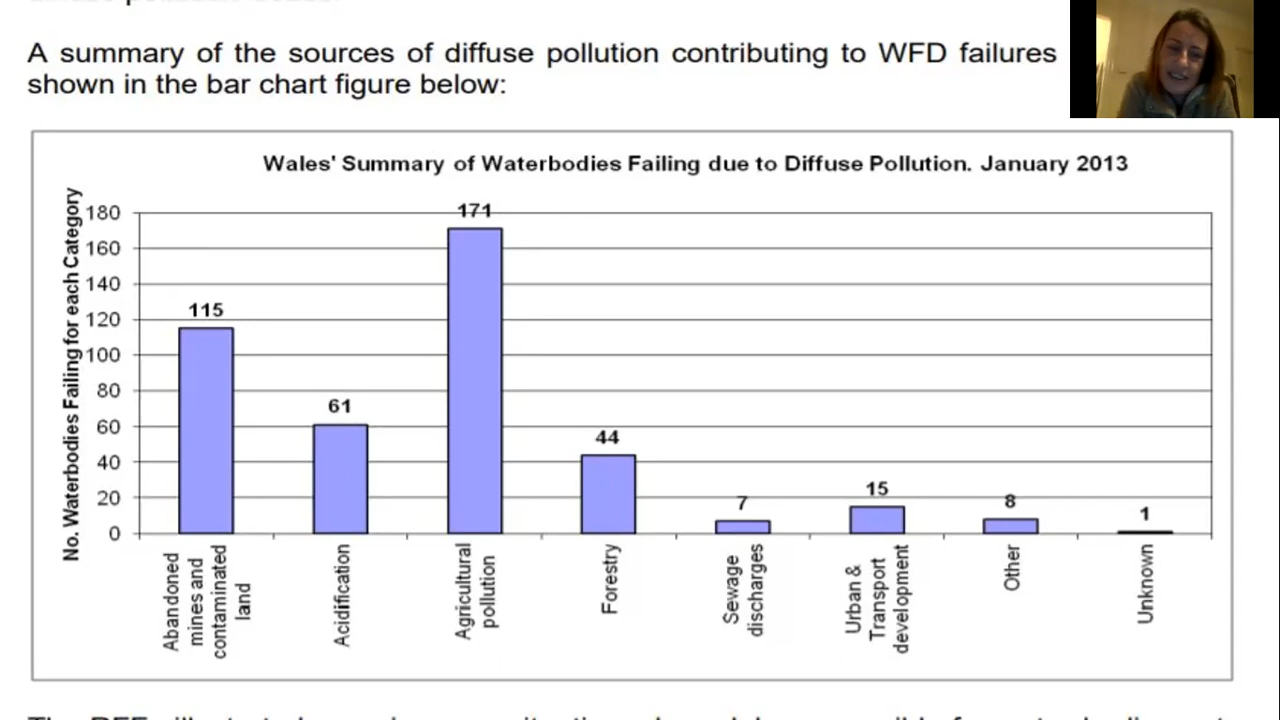 A summary of the sources of diffuse pollution contributing to WFD failures
shown in the bar chart figure below:
Wales' Summary of Waterbodies Failing due to Diffuse Pollution. January 2013
No. Waterbodies Failing for each Category
180
160
140
120
100
80
60
40
20
0
115
61
171
44
7
15
8
1
Abandoned
mines and
contaminated
land
Acidification
Agricultural
pollution
Forestry
Sewage
discharges
Urban &
Transport
development
Other
Unknown